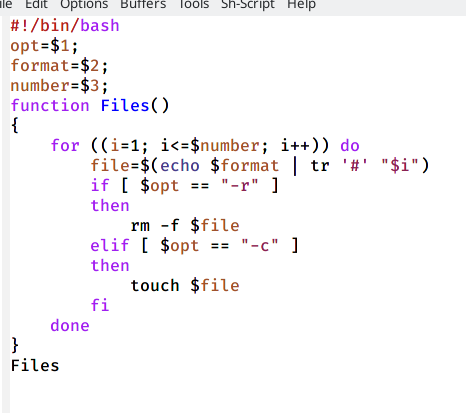 Edit Options Buffers Tools Sh-Script Help
#!/bin/bash
opt=$1;
format=$2;
number=$3;
function Files()
{
    for ((i=1; i<=$number; i++)) do
        file=$(echo $format | tr '#' "$i")
        if [ $opt == "-r" ]
        then
            rm -f $file
        elif [ $opt == "-c" ]
        then
            touch $file
        fi
    done
}
Files